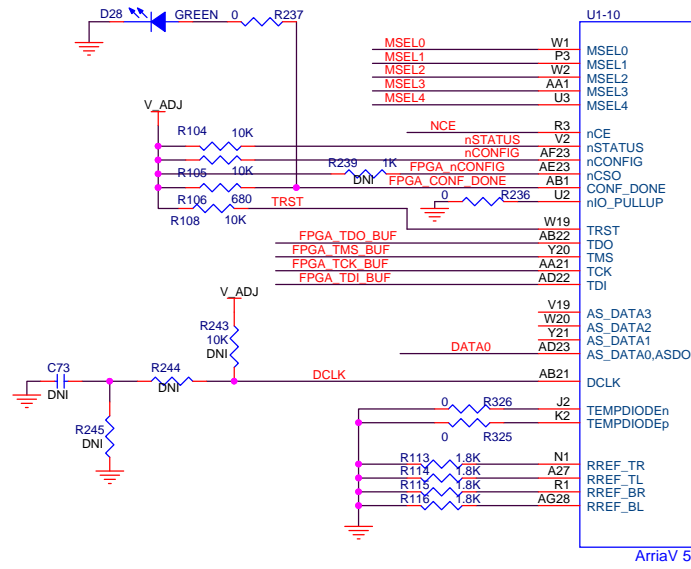 D28 GREEN 0 R237 U1-10
MSEL0 W1 MSEL0
MSEL1 P3 MSEL1
MSEL2 W2 MSEL2
MSEL3 AA1 MSEL3
MSEL4 U3 MSEL4
V_ADJ
NCE R3 nCE
R104 10K nSTATUS V2 nSTATUS
nCONFIG AF23 nCONFIG
R105 10K R239 1K DNI FPGA_nCONFIG AE23 nCSO
FPGA_CONF_DONE AB1 CONF_DONE
R106 680 0 R236 U2 nIO_PULLUP
R108 10K TRST W19 TRST
FPGA_TDO_BUF AB22 TDO
FPGA_TMS_BUF Y20 TMS
FPGA_TCK_BUF AA21 TCK
FPGA_TDI_BUF AD22 TDI
V_ADJ
V19 AS_DATA3
R243 W20 AS_DATA2
10K Y21 AS_DATA1
DNI DATA0 AD23 AS_DATA0,ASDO
C73 R244
DNI DNI DCLK AB21 DCLK
0 R326 J2 TEMPDIODEn
R245 K2 TEMPDIODEp
DNI 0 R325
R113 1.8K N1 RREF_TR
R114 1.8K A27 RREF_TL
R115 1.8K R1 RREF_BR
R116 1.8K AG28 RREF_BL
ArriaV 5